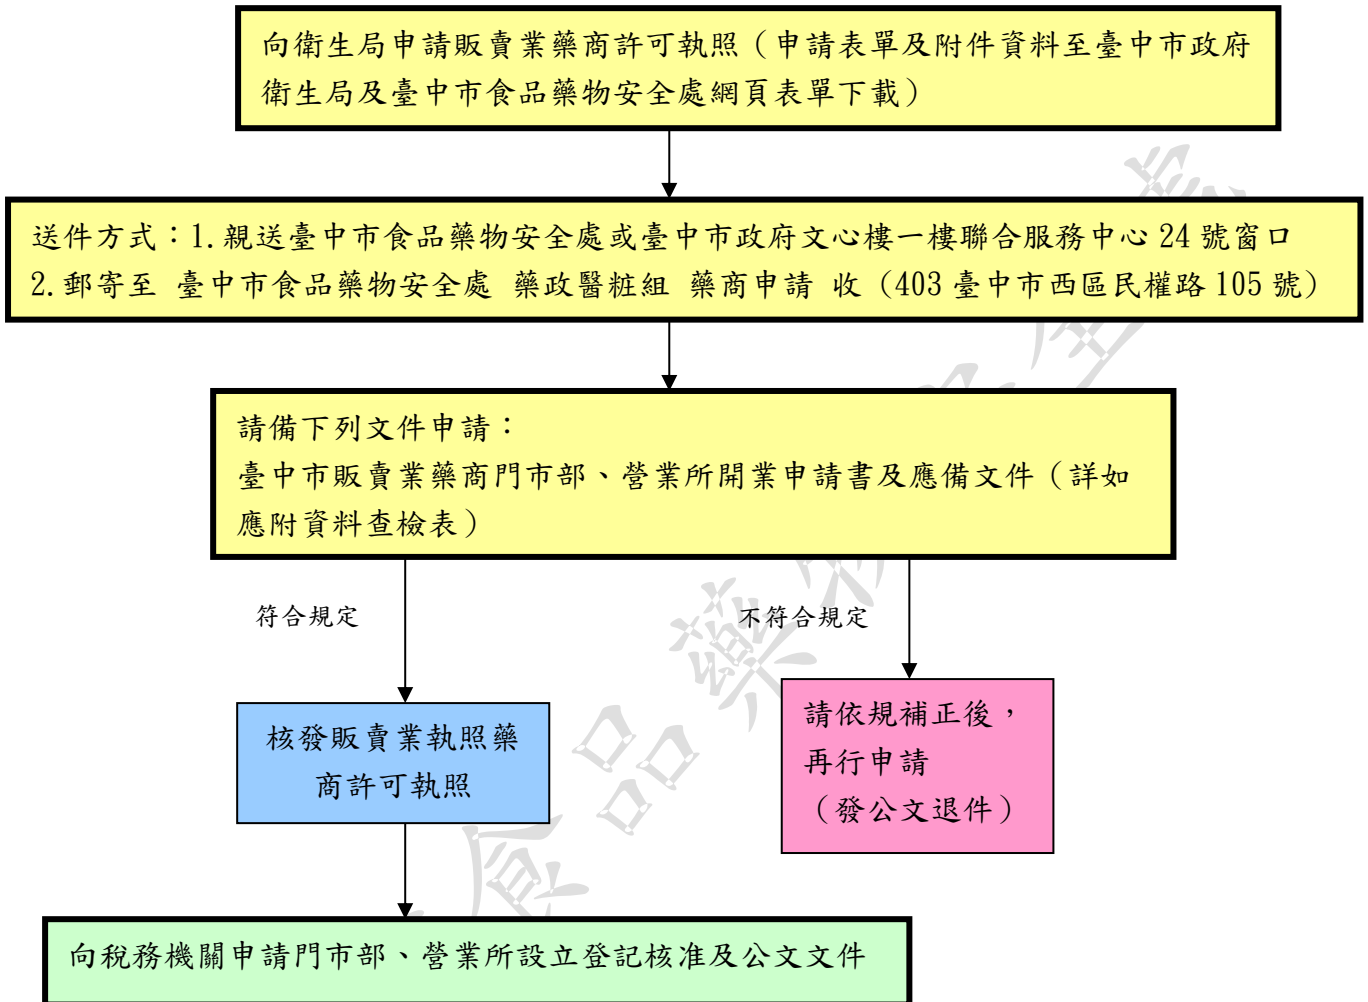 向衛生局申請販賣業藥商許可執照（申請表單及附件資料至臺中市政府
衛生局及臺中市食品藥物安全處網頁表單下載）
送件方式：1.親送臺中市食品藥物安全處或臺中市政府文心樓一樓聯合服務中心 24 號窗口
2.郵寄至 臺中市食品藥物安全處 藥政醫粧組 藥商申請 收（403 臺中市西區民權路 105 號）
請備下列文件申請：
臺中市販賣業藥商門市部、營業所開業申請書及應備文件（詳如
應附資料查檢表）
符合規定
不符合規定
核發販賣業執照藥
商許可執照
請依規補正後，
再行申請
（發公文退件）
向稅務機關申請門市部、營業所設立登記核准及公文文件
食品藥物安全處